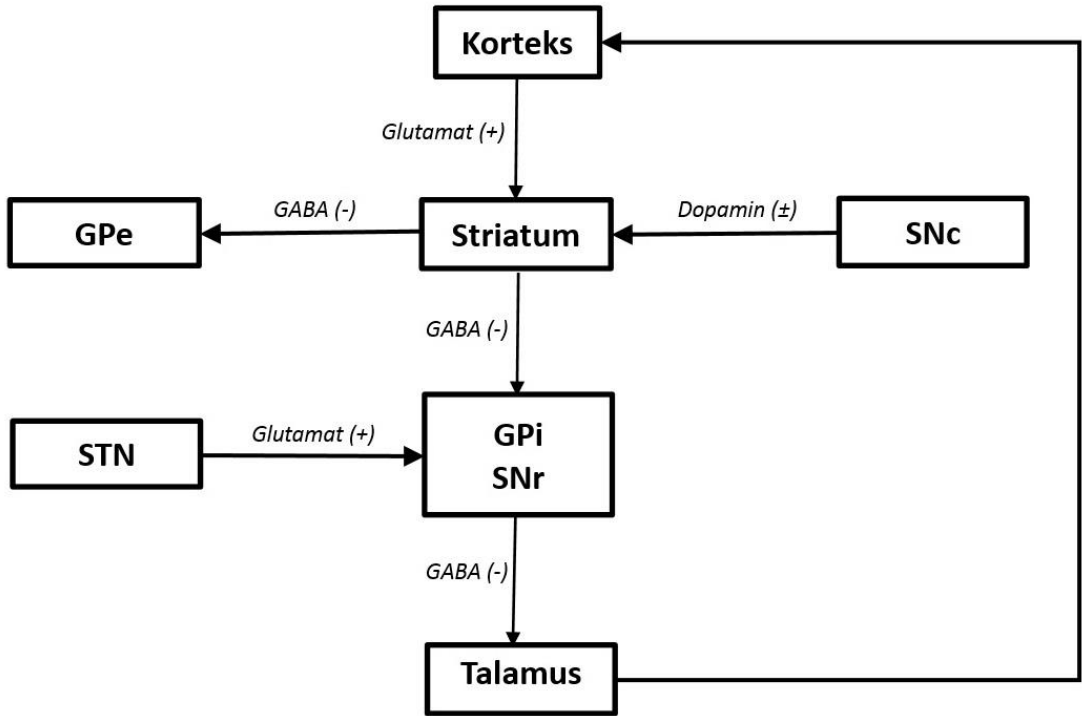 Korteks
Glutamat (+)
GABA (-)
Dopamin (±)
GPe
Striatum
SNc
GABA (-)
STN
Glutamat (+)
GPi
SNr
GABA (-)
Talamus